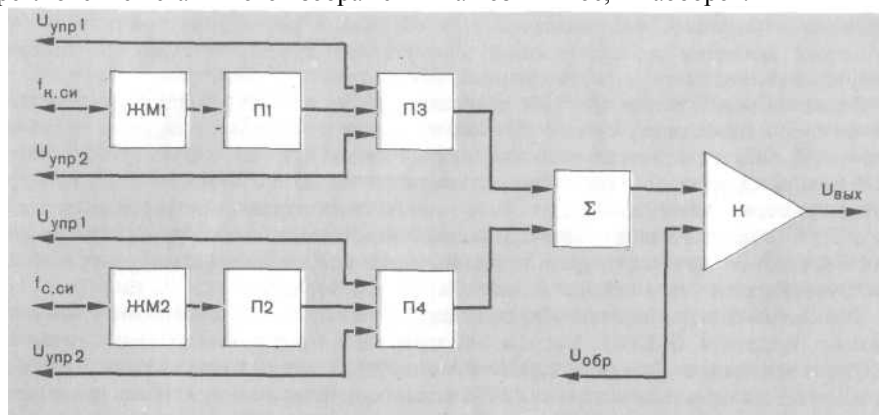 U упр 1
f к.си
ЖМ1 П1 П3
U упр 2
Σ К U вых
U упр 1
f с.си
ЖМ2 П2 П4
U упр 2
U обр